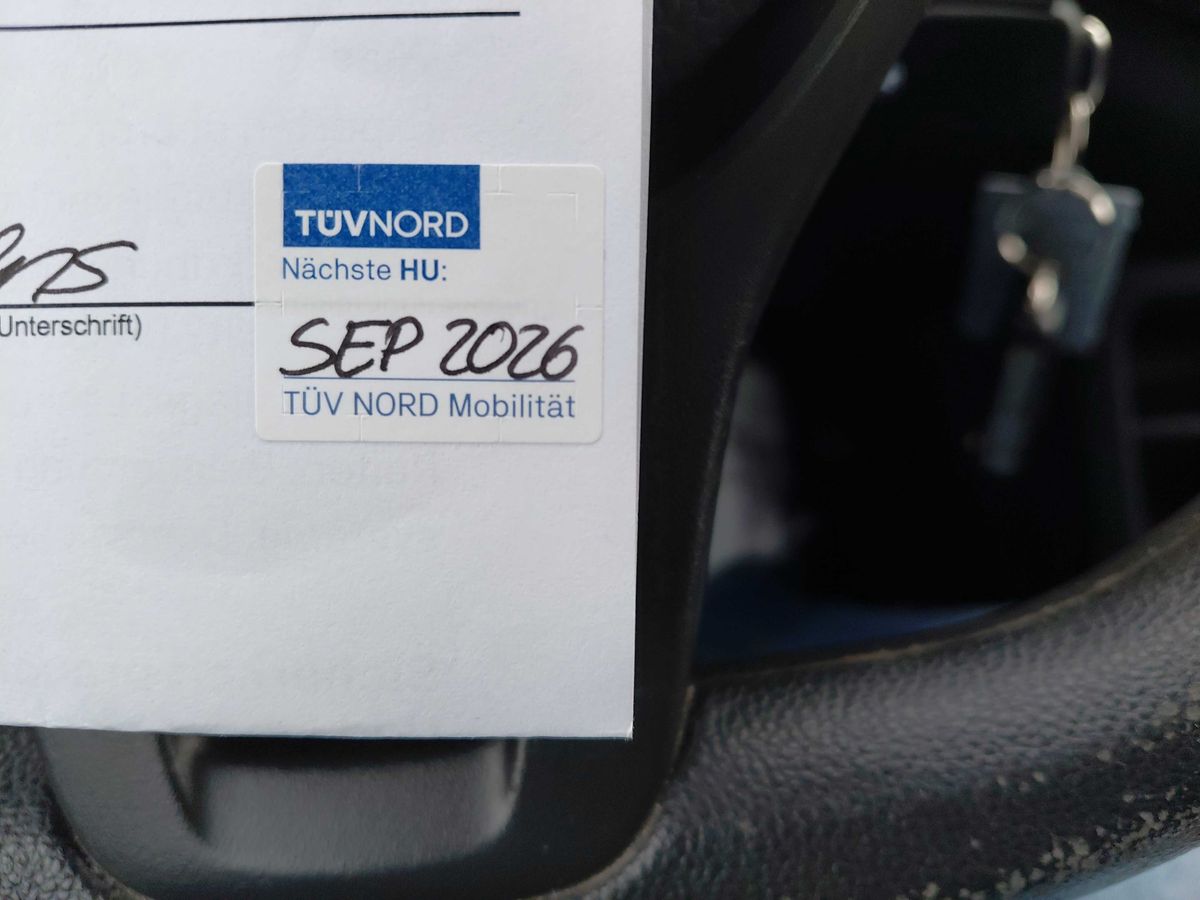 TÜVNORD
Nächste HU:
Unterschrift)
SEP 2026
TÜV NORD Mobilität